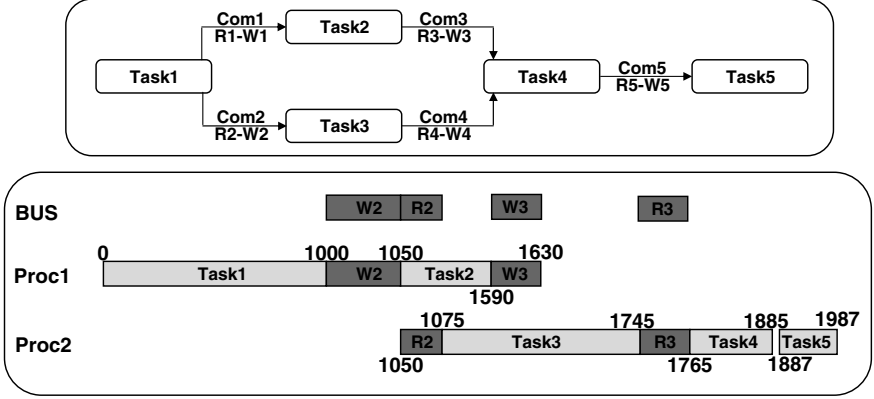 Com1
R1-W1
Task2
Com3
R3-W3
Task1
Task4
Com5
R5-W5
Task5
Com2
R2-W2
Task3
Com4
R4-W4
BUS
W2
R2
W3
R3
0
1000
1050
1630
Proc1
Task1
W2
Task2
W3
1590
1075
1745
1885
1987
Proc2
R2
Task3
R3
Task4
Task5
1050
1765
1887